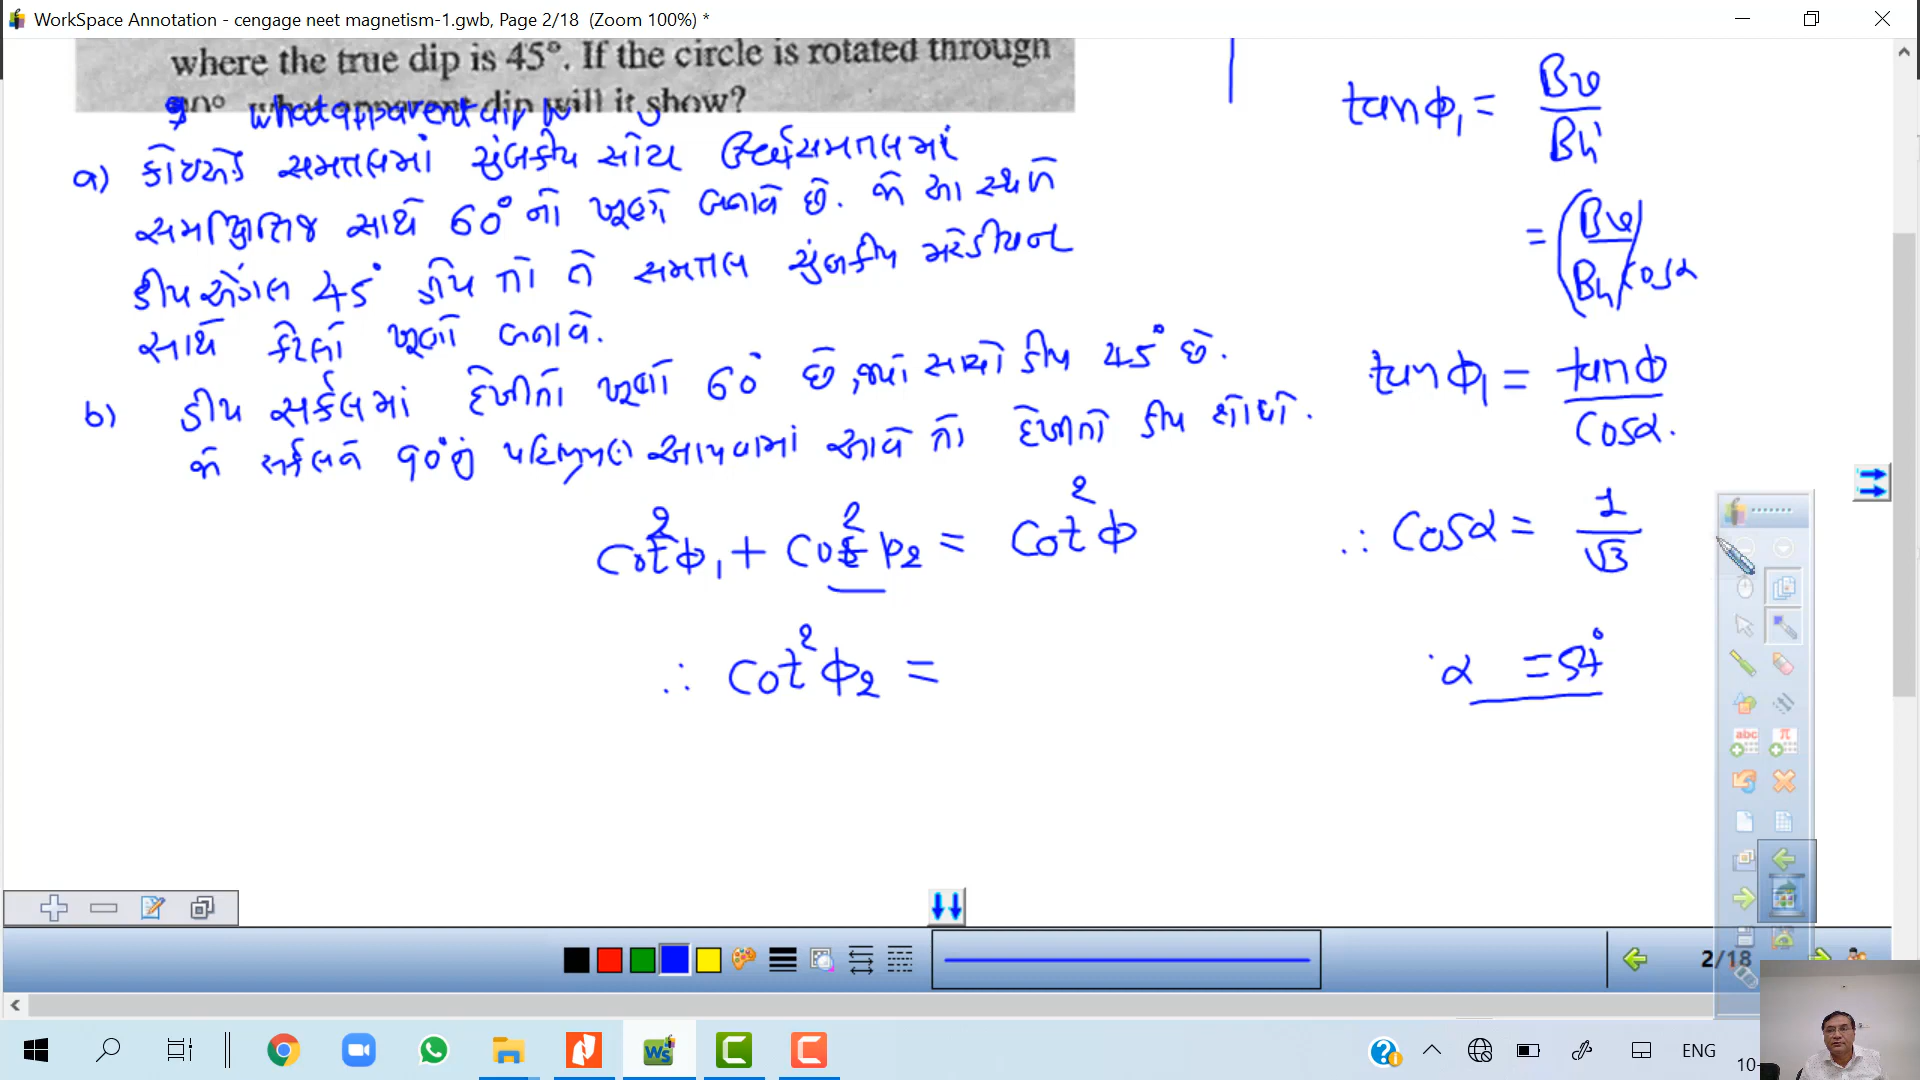 WorkSpace Annotation - cengage neet magnetism-1.gwb, Page 2/18 (Zoom 100%) *
where the true dip is 45°. If the circle is rotated through
90° what apparent dip will it show?
a) કોઇએક સમતલમાં ચુંબકીય સોય ઉર્ધ્વસમતલમાં
સમક્ષિતિજ સાથે 60° નો ખૂણો બનાવે છે. જો આ સ્થળે
ડીપ એંગલ 45° ડીપ તો તે સમતલ ચુંબકીય મેરેડીયન
સાથે કેટલો ખૂણો બનાવે.
b) ડીપ સર્કલમાં દેખીતો ખૂણો 60° છે, જ્યાં સાચો ડીપ 45° છે.
જો સર્કલને 90°નું પરિભ્રમણ આપવામાં આવે તો દેખીતો ડીપ શોધો.
cot²ϕ₁ + cot²ϕ₂ = cot²ϕ
∴ cot²ϕ₂ =
tanϕ₁ = Bv / Bh'
= (Bv / Bh) cosα
tanϕ₁ = tanϕ / cosα.
∴ cosα = 1 / √3
α = 54°
2/18
ENG
10-